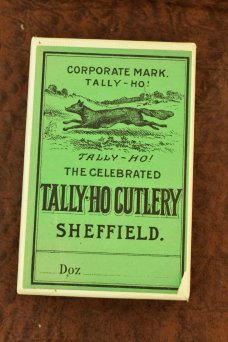 CORPORATE MARK.
TALLY-HO!
TALLY-HO!
THE CELEBRATED
TALLY-HO CUTLERY
SHEFFIELD.
Doz